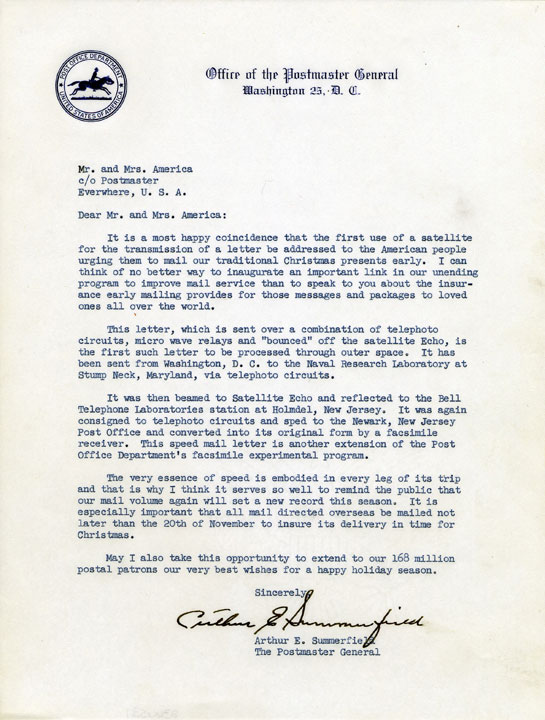 POST OFFICE DEPARTMENT
UNITED STATES OF AMERICA
Office of the Postmaster General
Washington 25, D. C.
Mr. and Mrs. America
c/o Postmaster
Everwhere, U. S. A.
Dear Mr. and Mrs. America:
It is a most happy coincidence that the first use of a satellite
for the transmission of a letter be addressed to the American people
urging them to mail our traditional Christmas presents early. I can
think of no better way to inaugurate an important link in our unending
program to improve mail service than to speak to you about the insur-
ance early mailing provides for those messages and packages to loved
ones all over the world.
This letter, which is sent over a combination of telephoto
circuits, micro wave relays and "bounced" off the satellite Echo, is
the first such letter to be processed through outer space. It has
been sent from Washington, D. C. to the Naval Research Laboratory at
Stump Neck, Maryland, via telephoto circuits.
It was then beamed to Satellite Echo and reflected to the Bell
Telephone Laboratories station at Holmdel, New Jersey. It was again
consigned to telephoto circuits and sped to the Newark, New Jersey
Post Office and converted into its original form by a facsimile
receiver. This speed mail letter is another extension of the Post
Office Department's facsimile experimental program.
The very essence of speed is embodied in every leg of its trip
and that is why I think it serves so well to remind the public that
our mail volume again will set a new record this season. It is
especially important that all mail directed overseas be mailed not
later than the 20th of November to insure its delivery in time for
Christmas.
May I also take this opportunity to extend to our 168 million
postal patrons our very best wishes for a happy holiday season.
Sincerely
Arthur E Summerfield
Arthur E. Summerfield
The Postmaster General